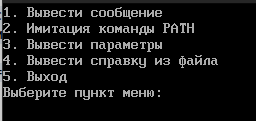 1. Вывести сообщение
2. Имитация команды PATH
3. Вывести параметры
4. Вывести справку из файла
5. Выход
Выберите пункт меню: